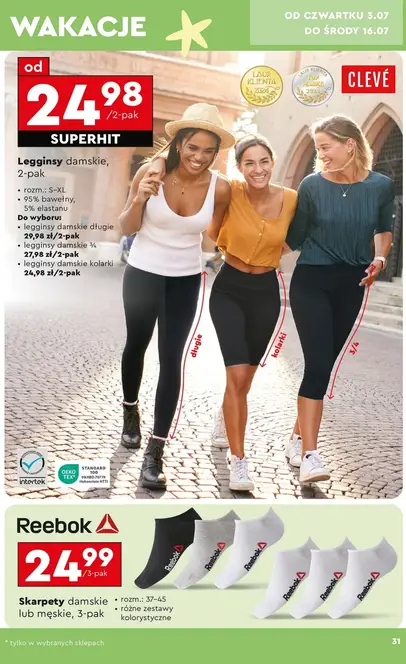 WAKACJE
OD CZWARTKU 3.07
DO ŚRODY 16.07
od
24 98
/2-pak
SUPERHIT
CLEVÉ
Legginsy damskie,
2-pak
• rozm.: S-XL
• 95% bawełny,
5% elastanu
Do wyboru:
• legginsy damskie długie
29,98 zł/2-pak
• legginsy damskie ¾
27,98 zł/2-pak
• legginsy damskie kolarki
24,98 zł/2-pak
długie
kolarki
3/4
intertek
OEKO
TEX®
STANDARD
100
Reebok
24 99
/3-pak
Skarpety damskie
lub męskie, 3-pak
• rozm.: 37-45
• różne zestawy
kolorystyczne
Reebok
Reebok
* tylko w wybranych sklepach
31